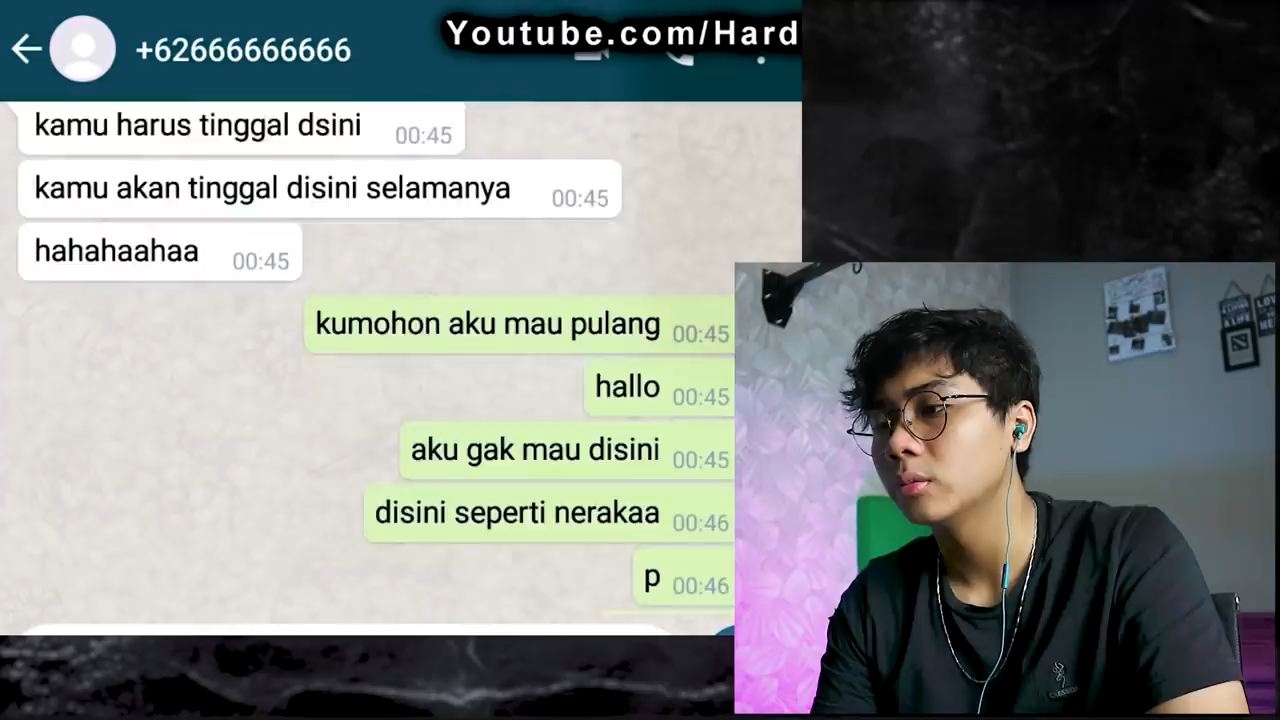 Youtube.com/Hard
+62666666666
kamu harus tinggal dsini 00:45
kamu akan tinggal disini selamanya 00:45
hahahaahaa 00:45
kumohon aku mau pulang 00:45
hallo 00:45
aku gak mau disini 00:45
disini seperti nerakaa 00:46
p 00:46